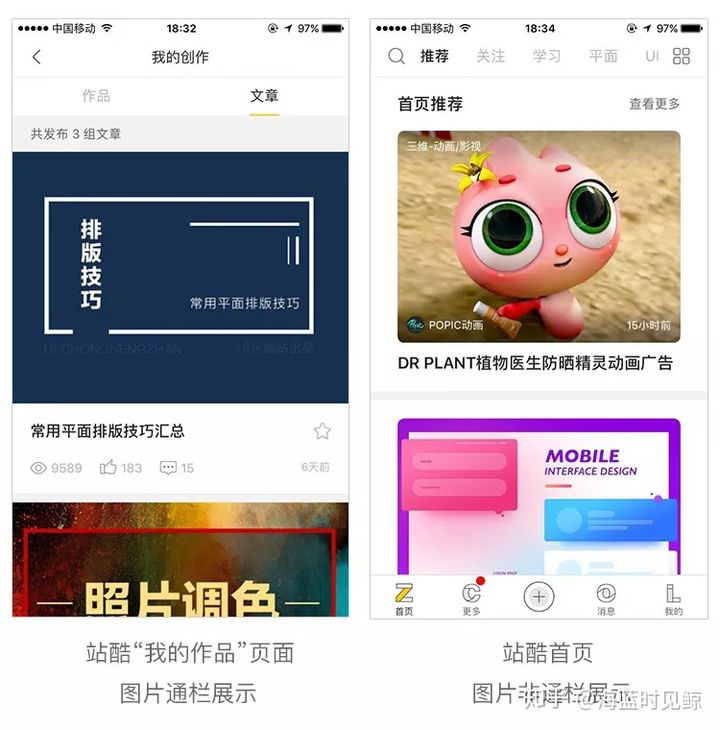 中国移动
18:32
97%
我的创作
作品
文章
共发布 3 组文章
排版技巧
常用平面排版技巧
UI CHONGNENGZHAN
常用平面排版技巧汇总
9589
183
15
6天前
照片调色
站酷“我的作品”页面
图片通栏展示
中国移动
18:34
97%
推荐
关注
学习
平面
UI
首页推荐
查看更多
三维-动画/影视
POPIC动画
15小时前
DR PLANT植物医生防晒精灵动画广告
MOBILE
INTERFACE DESIGN
LOGIN PAGE
首页
更多
消息
我的
站酷首页
图片非通栏展示
知乎 @海盐时见鲸